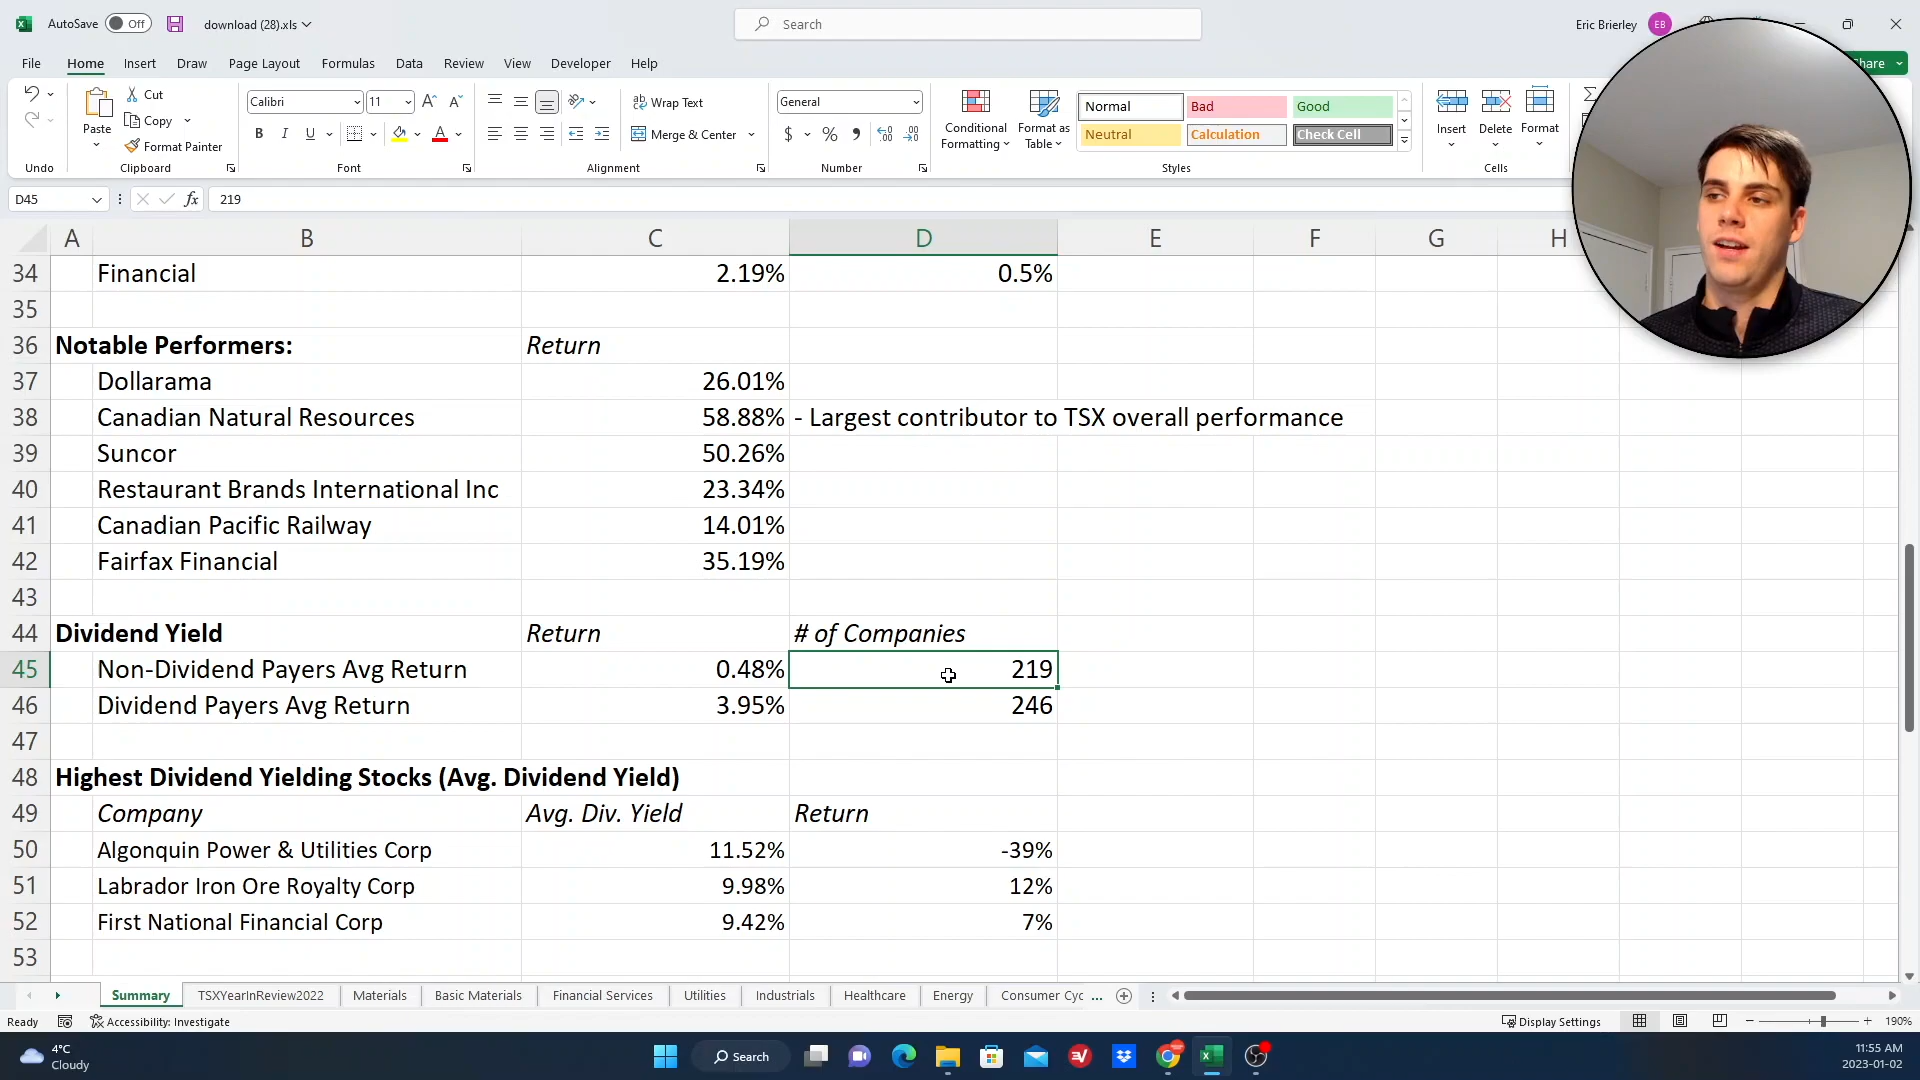 AutoSave Off download (28).xls Search Eric Brierley EB
File Home Insert Draw Page Layout Formulas Data Review View Developer Help
Paste Cut Copy Format Painter
Calibri 11
B I U
Wrap Text
Merge & Center
General
$ % 9
Conditional Formatting
Format as Table
Normal Bad Good
Neutral Calculation Check Cell
Insert Delete Format
Undo Clipboard Font Alignment Number Styles Cells
D45 fx 219
A B C D E F G H
34 Financial 2.19% 0.5%
35
36 Notable Performers: Return
37 Dollarama 26.01%
38 Canadian Natural Resources 58.88% - Largest contributor to TSX overall performance
39 Suncor 50.26%
40 Restaurant Brands International Inc 23.34%
41 Canadian Pacific Railway 14.01%
42 Fairfax Financial 35.19%
43
44 Dividend Yield Return # of Companies
45 Non-Dividend Payers Avg Return 0.48% 219
46 Dividend Payers Avg Return 3.95% 246
47
48 Highest Dividend Yielding Stocks (Avg. Dividend Yield)
49 Company Avg. Div. Yield Return
50 Algonquin Power & Utilities Corp 11.52% -39%
51 Labrador Iron Ore Royalty Corp 9.98% 12%
52 First National Financial Corp 9.42% 7%
53
Summary TSXYearInReview2022 Materials Basic Materials Financial Services Utilities Industrials Healthcare Energy Consumer Cyc ...
Ready Accessibility: Investigate Display Settings 190%
4°C
Cloudy
Search
11:55 AM
2023-01-02